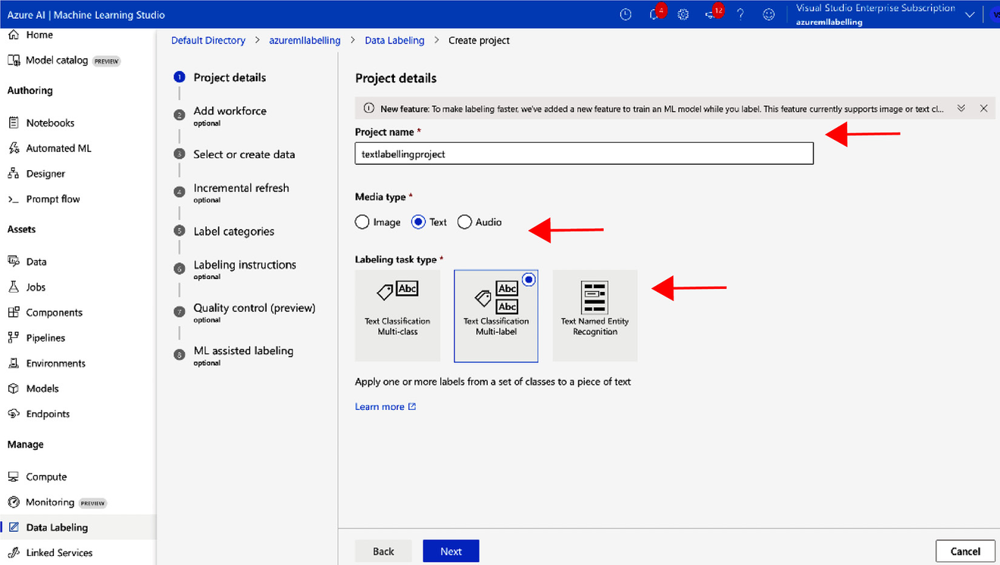 Azure AI | Machine Learning Studio
4
12
?
Visual Studio Enterprise Subscription
azuremllabelling
VS
Home
Model catalog PREVIEW
Authoring
Notebooks
Automated ML
Designer
Prompt flow
Assets
Data
Jobs
Components
Pipelines
Environments
Models
Endpoints
Manage
Compute
Monitoring PREVIEW
Data Labeling
Linked Services
Default Directory > azuremllabelling > Data Labeling > Create project
1 Project details
2 Add workforce
optional
3 Select or create data
4 Incremental refresh
optional
5 Label categories
6 Labeling instructions
optional
7 Quality control (preview)
optional
8 ML assisted labeling
optional
Project details
New feature: To make labeling faster, we've added a new feature to train an ML model while you label. This feature currently supports image or text cl...
Project name *
textlabellingproject
Media type *
Image Text Audio
Labeling task type *
Abc
Text Classification
Multi-class
Abc
Abc
Text Classification
Multi-label
Text Named Entity
Recognition
Apply one or more labels from a set of classes to a piece of text
Learn more
Back Next Cancel